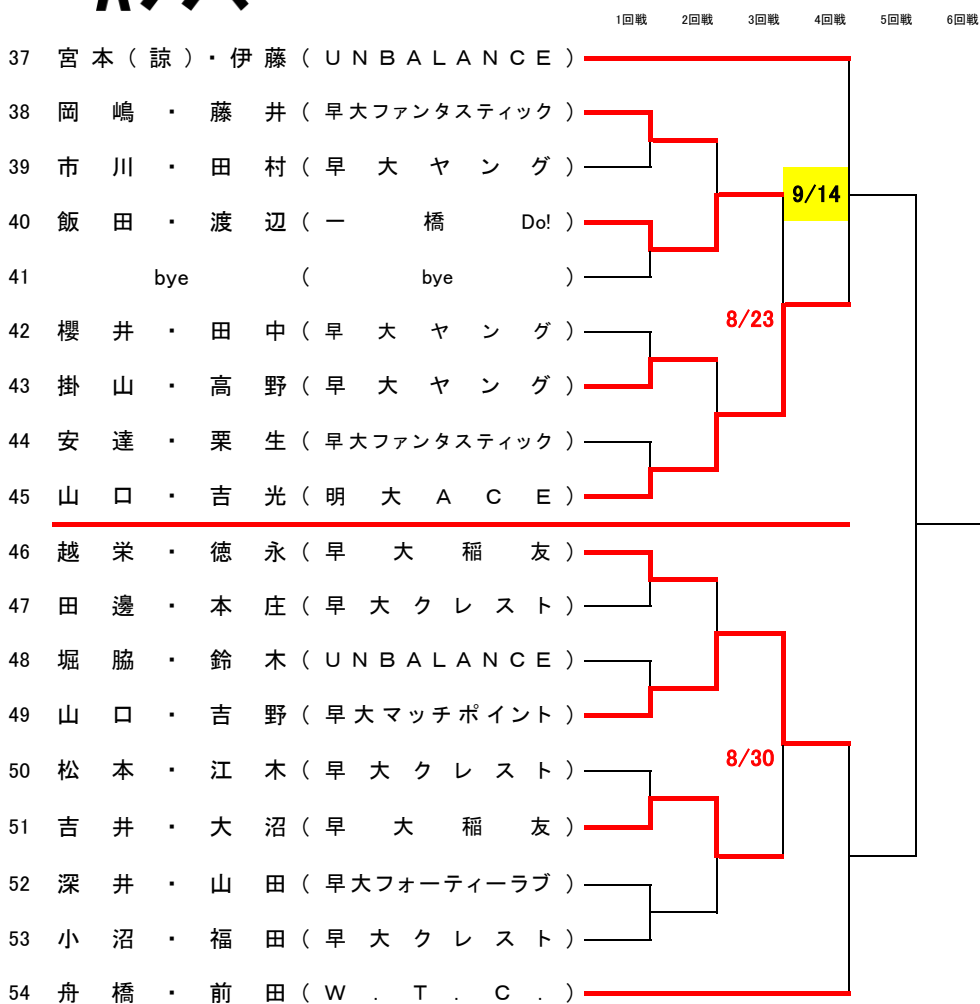 1回戦 2回戦 3回戦 4回戦 5回戦 6回戦
37 宮本(諒)・伊藤(UNBALANCE)
38 岡嶋・藤井(早大ファンタスティック)
39 市川・田村(早大ヤング)
9/14
40 飯田・渡辺(一橋Do!)
41 bye(bye)
8/23
42 櫻井・田中(早大ヤング)
43 掛山・高野(早大ヤング)
44 安達・栗生(早大ファンタスティック)
45 山口・吉光(明大ACE)
46 越栄・徳永(早大稲友)
47 田邊・本庄(早大クレスト)
48 堀脇・鈴木(UNBALANCE)
49 山口・吉野(早大マッチポイント)
8/30
50 松本・江木(早大クレスト)
51 吉井・大沼(早大稲友)
52 深井・山田(早大フォーティーラブ)
53 小沼・福田(早大クレスト)
54 舟橋・前田(W.T.C.)